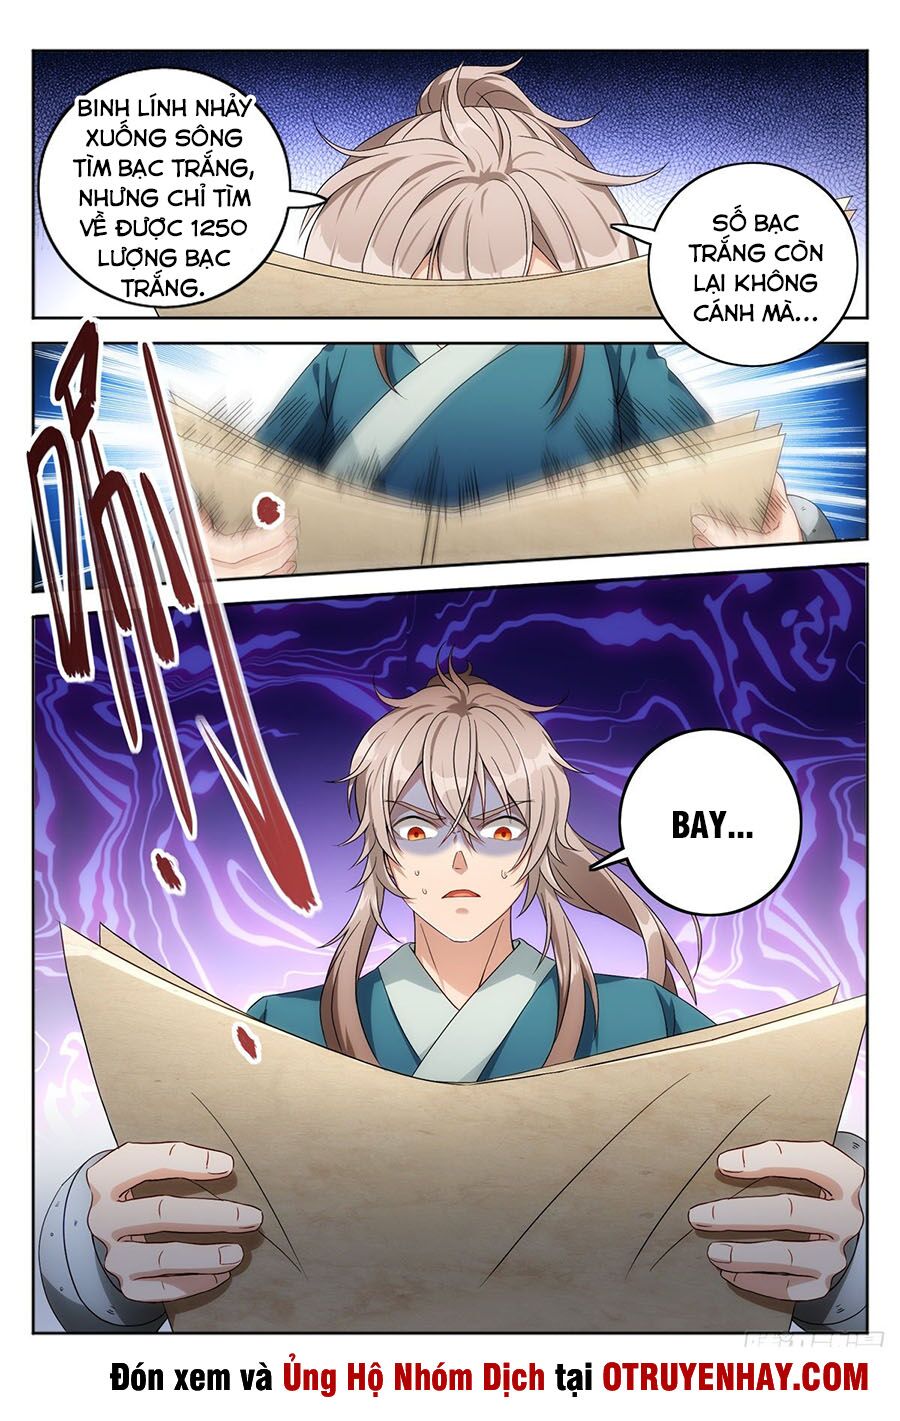 BINH LÍNH NHẢY
XUỐNG SÔNG
TÌM BẠC TRẮNG,
NHƯNG CHỈ TÌM
VỀ ĐƯỢC 1250
LƯỢNG BẠC
TRẮNG.
SỐ BẠC
TRẮNG CÒN
LẠI KHÔNG
CÁNH MÀ...
BAY...
Đón xem và Ủng Hộ Nhóm Dịch tại OTRUYENHAY.COM